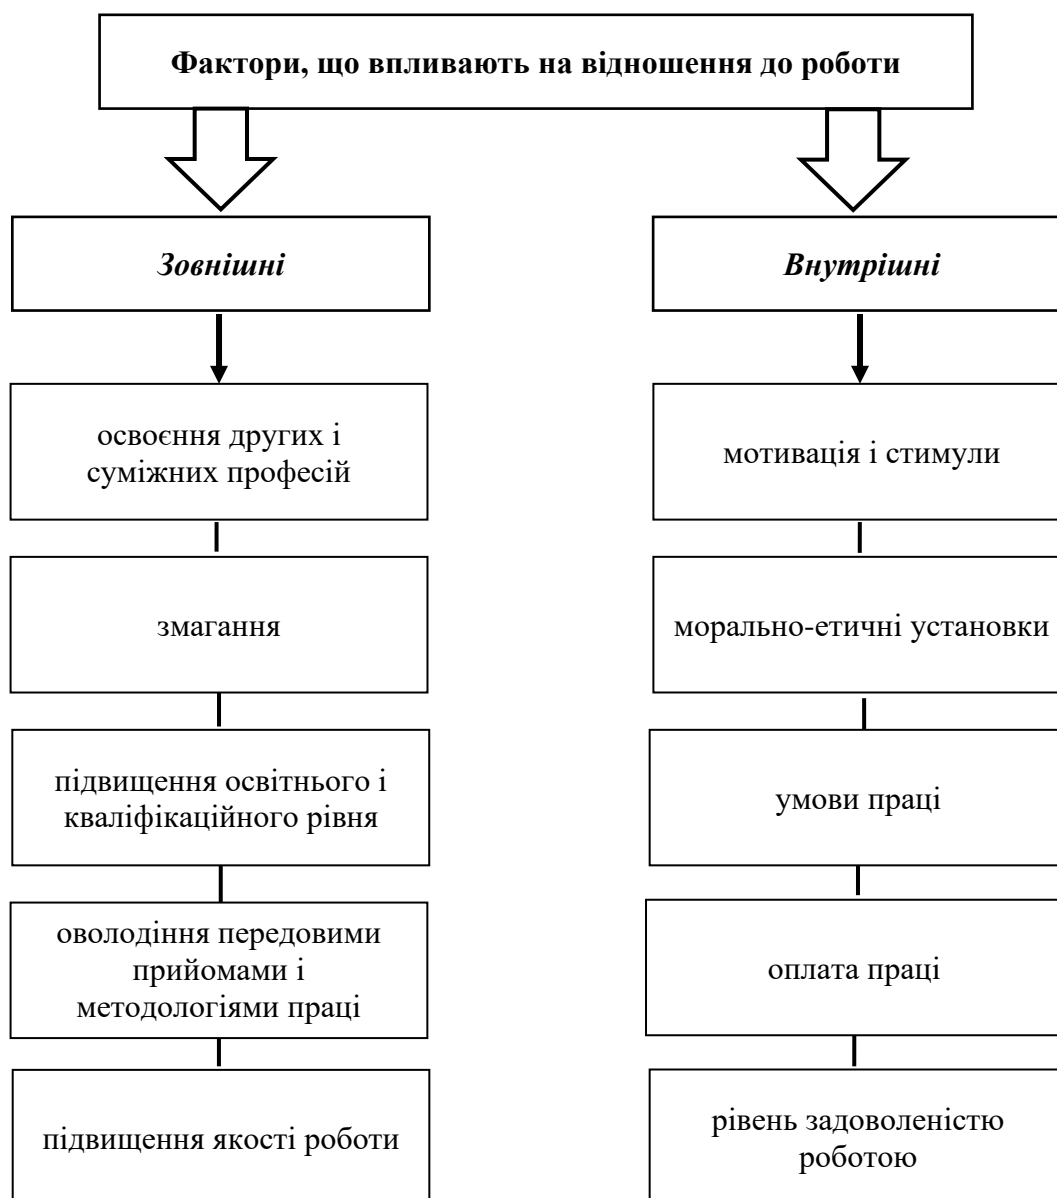 Фактори, що впливають на відношення до роботи
Зовнішні
освоєння других і
суміжних професій
змагання
підвищення освітнього і
кваліфікаційного рівня
оволодіння передовими
прийомами і
методологіями праці
підвищення якості роботи
Внутрішні
мотивація і стимули
морально-етичні установки
умови праці
оплата праці
рівень задоволеністю
роботою